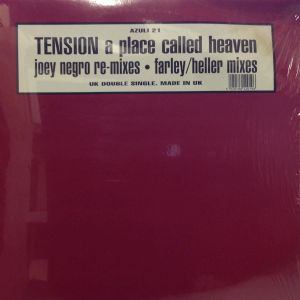 AZULI 21
TENSION a place called heaven
joey negro re-mixes • farley/heller mixes
UK DOUBLE SINGLE. MADE IN UK